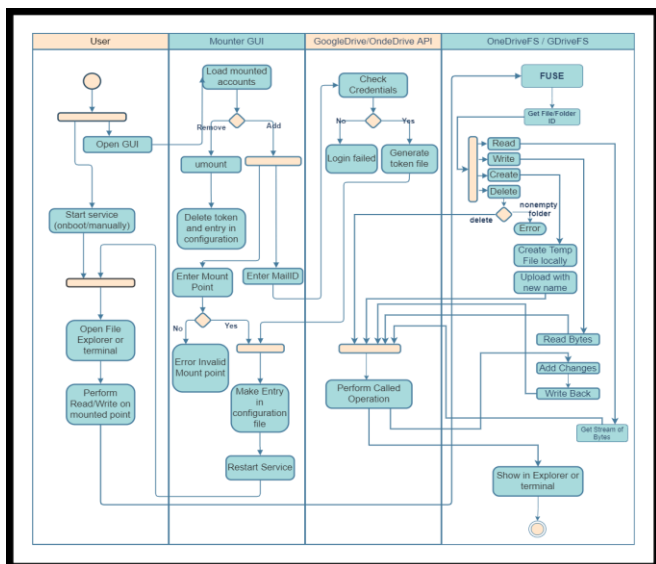 User
Mounter GUI
GoogleDrive/OndeDrive API
OneDriveFS / GDriveFS
Open GUI
Start service
(onboot/manually)
Open File
Explorer or
terminal
Perform
Read/Write on
mounted point
Load mounted
accounts
Remove
Add
umount
Delete token
and entry in
configuration
Enter Mount
Point
Enter MailID
No
Yes
Error Invalid
Mount point
Make Entry
in
configuration
file
Restart Service
Check
Credentials
No
Yes
Login failed
Generate
token file
Perform Called
Operation
FUSE
Get File/Folder
ID
Read
Write
Create
Delete
delete
nonempty
folder
Error
Create Temp
File locally
Upload with
new name
Read Bytes
Add Changes
Write Back
Get Stream of
Bytes
Show in Explorer or
terminal